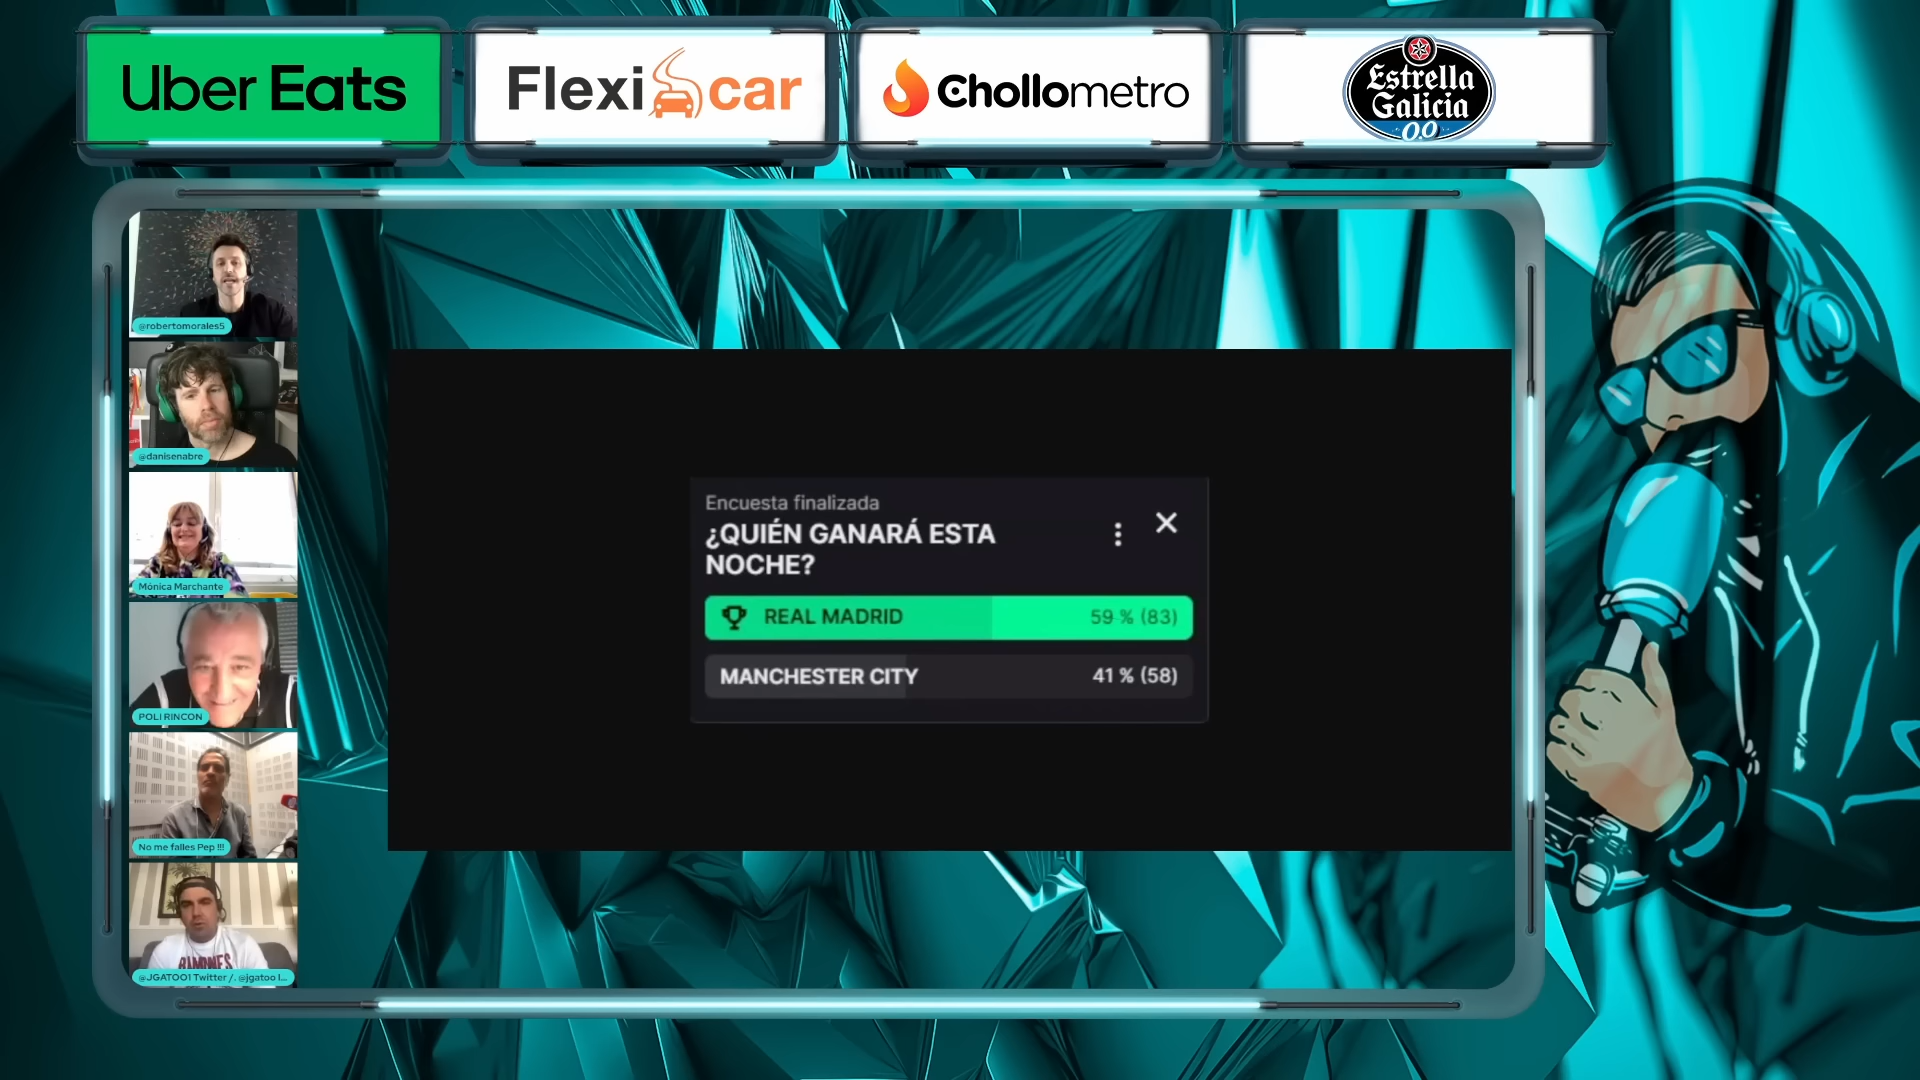 Uber Eats
Flexicar
Chollometro
Estrella
Galicia
0,0
@robertomorales5
@danisenabre
Mónica Marchante
POLI RINCON
No me falles Pep !!!
@JGATOO1 Twitter /. @jgatoo I...
Encuesta finalizada
¿QUIÉN GANARÁ ESTA
NOCHE?
REAL MADRID 59 % (83)
MANCHESTER CITY 41 % (58)